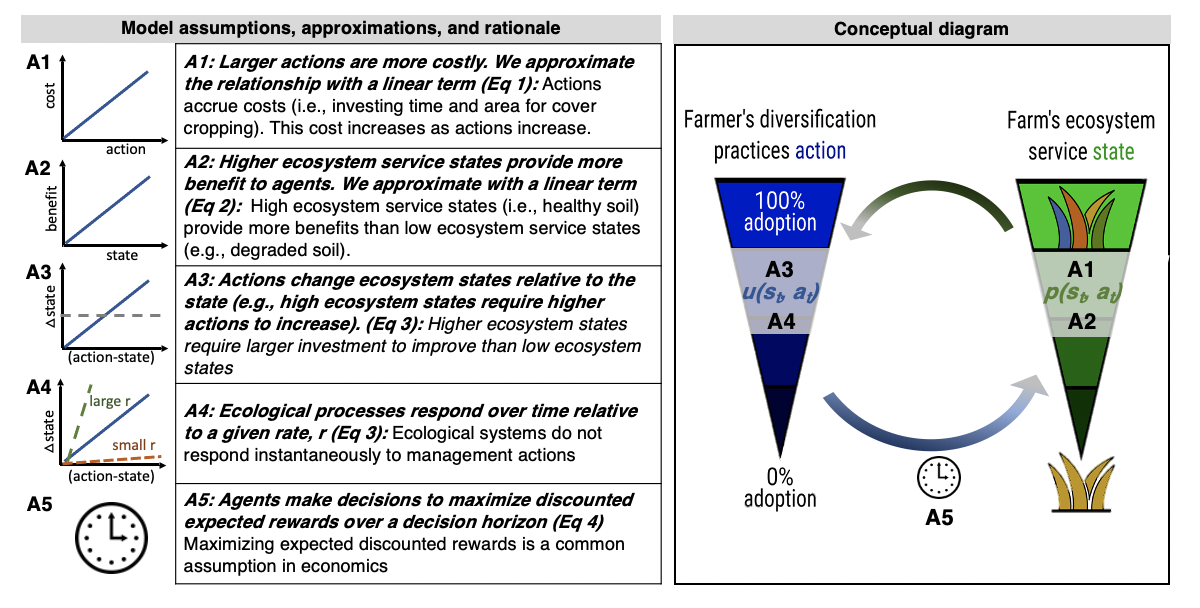 Model assumptions, approximations, and rationale
A1
cost
action
A1: Larger actions are more costly. We approximate
the relationship with a linear term (Eq 1): Actions
accrue costs (i.e., investing time and area for cover
cropping). This cost increases as actions increase.
A2
benefit
state
A2: Higher ecosystem service states provide more
benefit to agents. We approximate with a linear term
(Eq 2): High ecosystem service states (i.e., healthy soil)
provide more benefits than low ecosystem service states
(e.g., degraded soil).
A3
Δstate
(action-state)
A3: Actions change ecosystem states relative to the
state (e.g., high ecosystem states require higher
actions to increase). (Eq 3): Higher ecosystem states
require larger investment to improve than low ecosystem
states
A4
Δstate
large r
small r
(action-state)
A4: Ecological processes respond over time relative
to a given rate, r (Eq 3): Ecological systems do not
respond instantaneously to management actions
A5
A5: Agents make decisions to maximize discounted
expected rewards over a decision horizon (Eq 4)
Maximizing expected discounted rewards is a common
assumption in economics
Conceptual diagram
Farmer's diversification
practices action
100%
adoption
A3
u(st, at)
A4
0%
adoption
Farm's ecosystem
service state
A1
p(st, at)
A2
A5